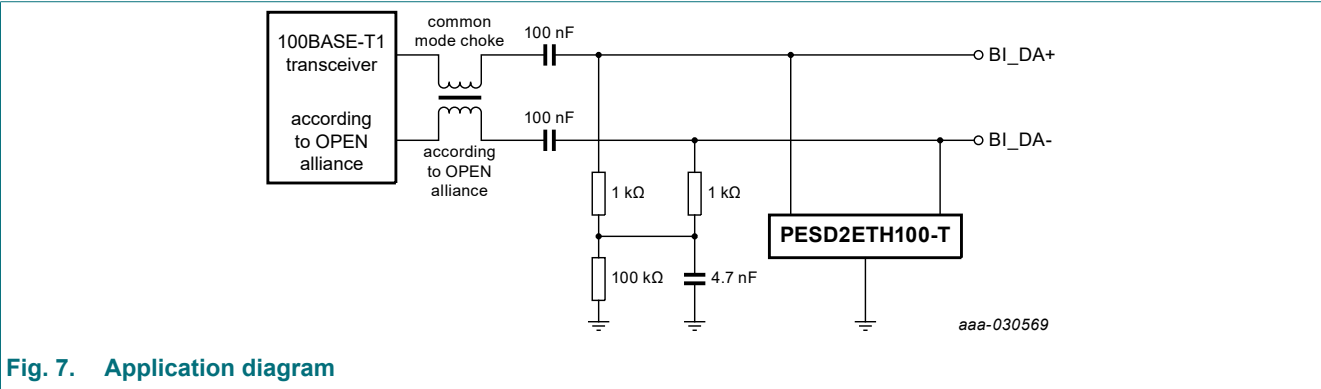 100BASE-T1
transceiver
according
to OPEN
alliance
common
mode choke
according
to OPEN
alliance
100 nF
100 nF
BI_DA+
BI_DA-
1 kΩ
1 kΩ
100 kΩ
4.7 nF
PESD2ETH100-T
aaa-030569
Fig. 7. Application diagram